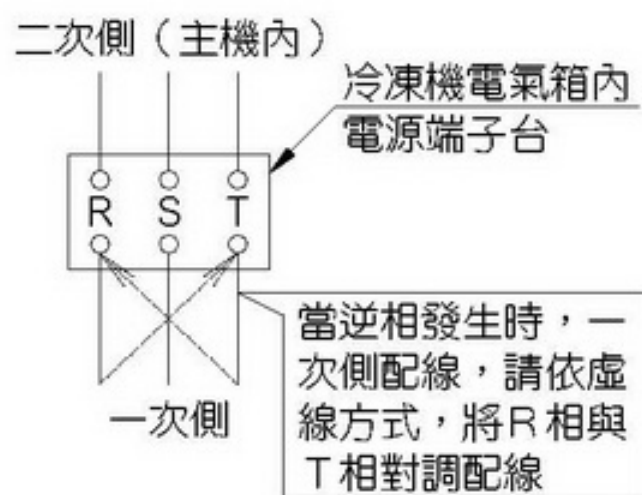 二次側（主機內）
冷凍機電氣箱內
電源端子台
R S T
當逆相發生時，一
次側配線，請依虛
線方式，將R相與
T相對調配線
一次側